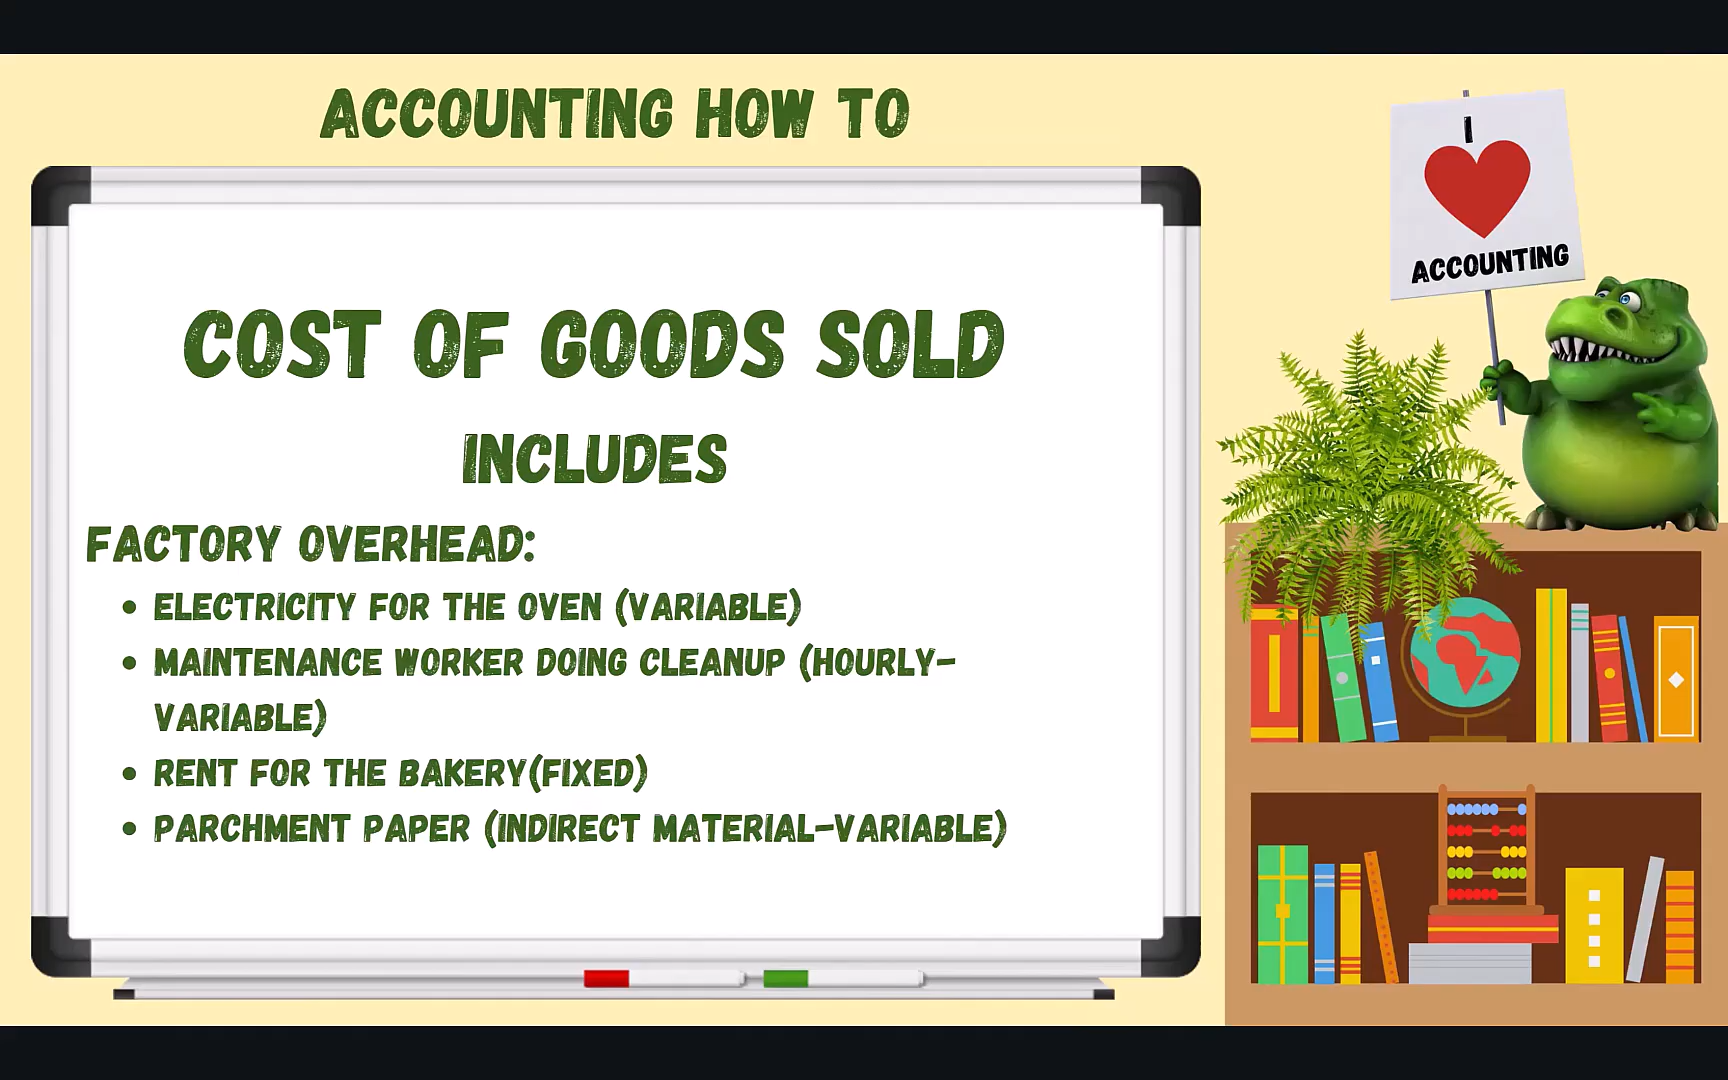 ACCOUNTING HOW TO
I
ACCOUNTING
COST OF GOODS SOLD
INCLUDES
FACTORY OVERHEAD:
• ELECTRICITY FOR THE OVEN (VARIABLE)
• MAINTENANCE WORKER DOING CLEANUP (HOURLY-
VARIABLE)
• RENT FOR THE BAKERY(FIXED)
• PARCHMENT PAPER (INDIRECT MATERIAL-VARIABLE)